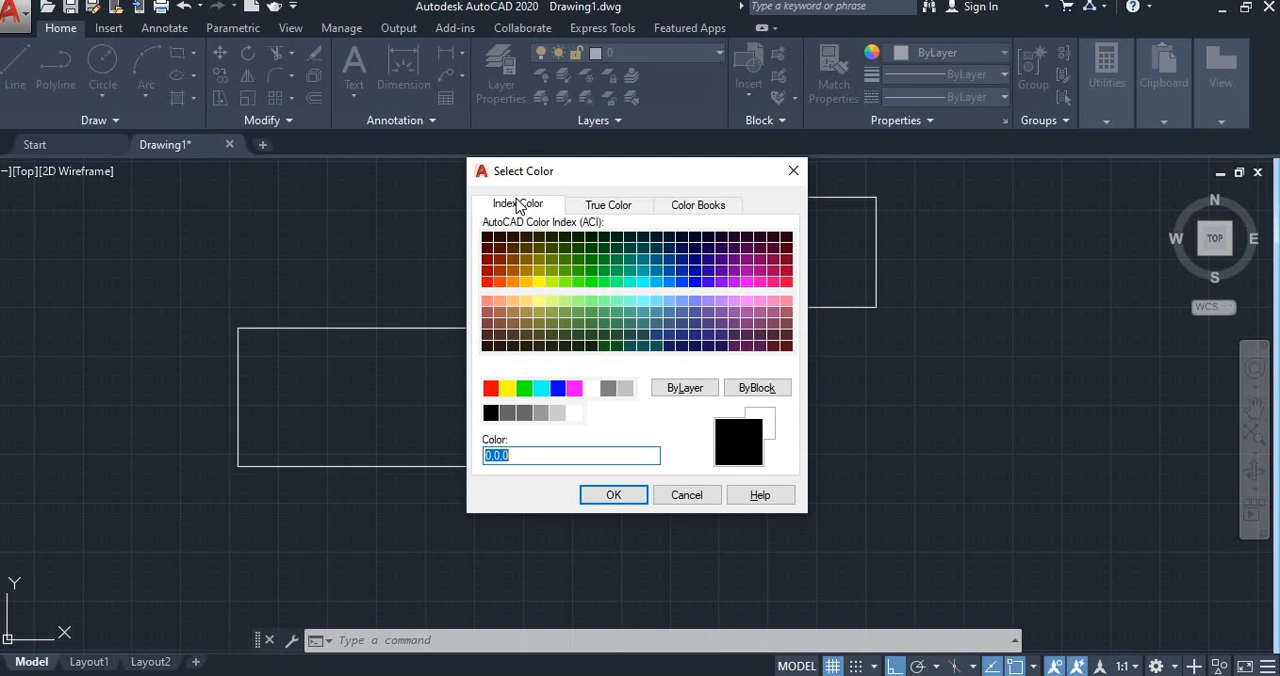 Autodesk AutoCAD 2020 Drawing1.dwg
Type a keyword or phrase
Sign In
Home Insert Annotate Parametric View Manage Output Add-ins Collaborate Express Tools Featured Apps
Line Polyline Circle Arc
Text Dimension
Layer
Properties
0
Insert
Match
Properties
ByLayer
ByLayer
ByLayer
Group
Utilities
Clipboard
View
Draw Modify Annotation Layers Block Properties Groups
Start Drawing1*
–][Top][2D Wireframe]
Select Color
Index Color True Color Color Books
AutoCAD Color Index (ACI):
ByLayer ByBlock
Color:
0,0,0
OK Cancel Help
N
W TOP E
S
WCS
Y
X
Type a command
Model Layout1 Layout2
MODEL 1:1